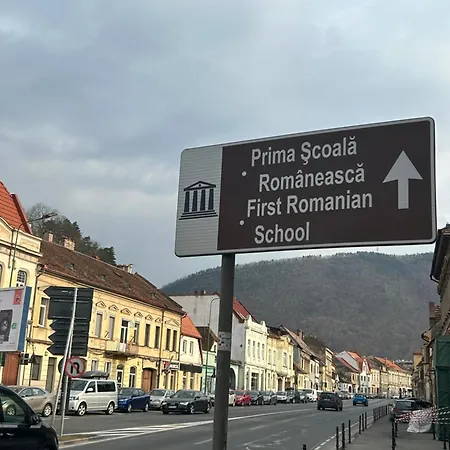 Prima Şcoală
• Românească
First Romanian
• School